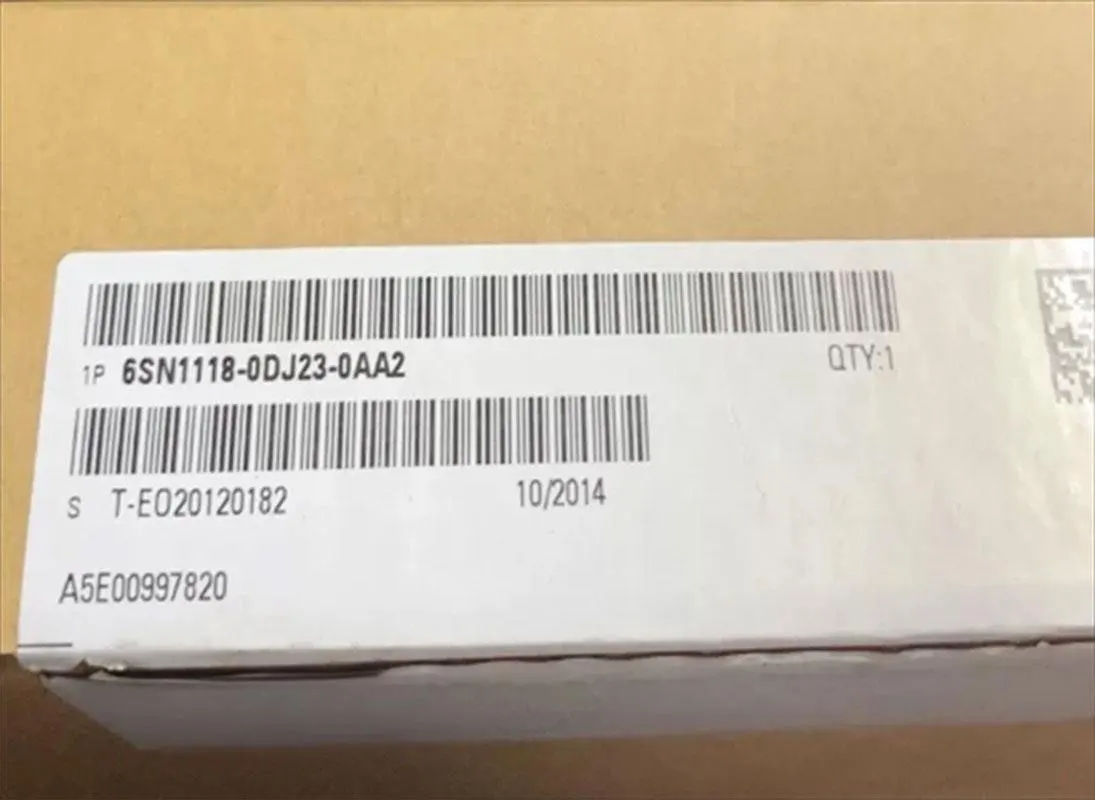 1P 6SN1118-0DJ23-0AA2 QTY:1
S T-EO20120182 10/2014
A5E00997820